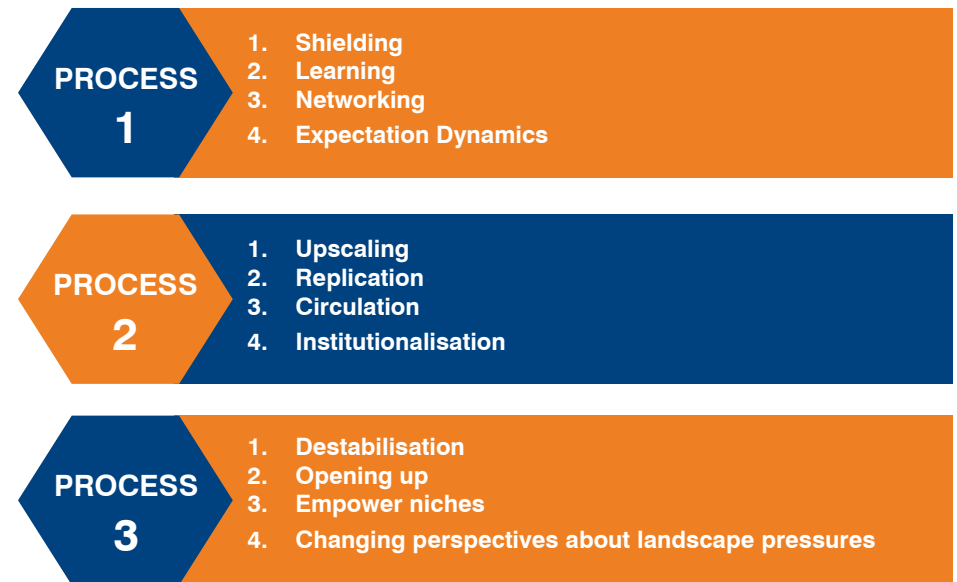 PROCESS
1
1. Shielding
2. Learning
3. Networking
4. Expectation Dynamics
PROCESS
2
1. Upscaling
2. Replication
3. Circulation
4. Institutionalisation
PROCESS
3
1. Destabilisation
2. Opening up
3. Empower niches
4. Changing perspectives about landscape pressures